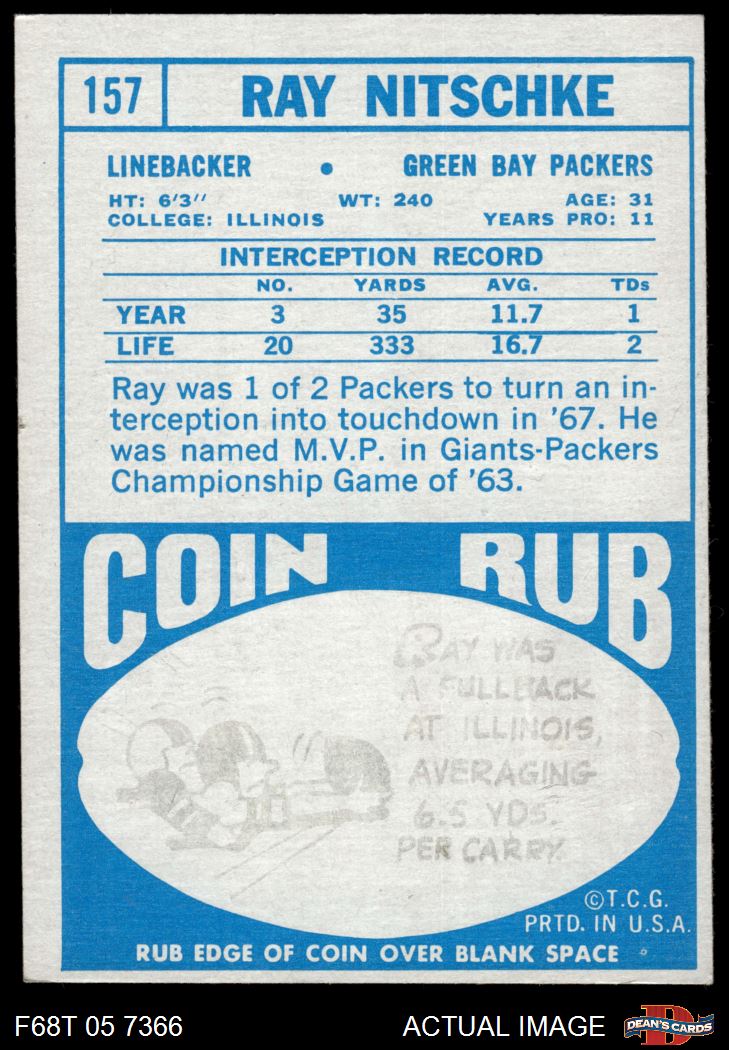 157 RAY NITSCHKE
LINEBACKER • GREEN BAY PACKERS
HT: 6'3'' WT: 240 AGE: 31
COLLEGE: ILLINOIS YEARS PRO: 11
INTERCEPTION RECORD
NO. YARDS AVG. TDs
YEAR 3 35 11.7 1
LIFE 20 333 16.7 2
Ray was 1 of 2 Packers to turn an in-
terception into touchdown in '67. He
was named M.V.P. in Giants-Packers
Championship Game of '63.
COIN RUB
RAY WAS
A FULLBACK
AT ILLINOIS,
AVERAGING
6.5 YDS.
PER CARRY.
©T.C.G.
PRTD. IN U.S.A.
RUB EDGE OF COIN OVER BLANK SPACE
F68T 05 7366 ACTUAL IMAGE D DEAN'S CARDS